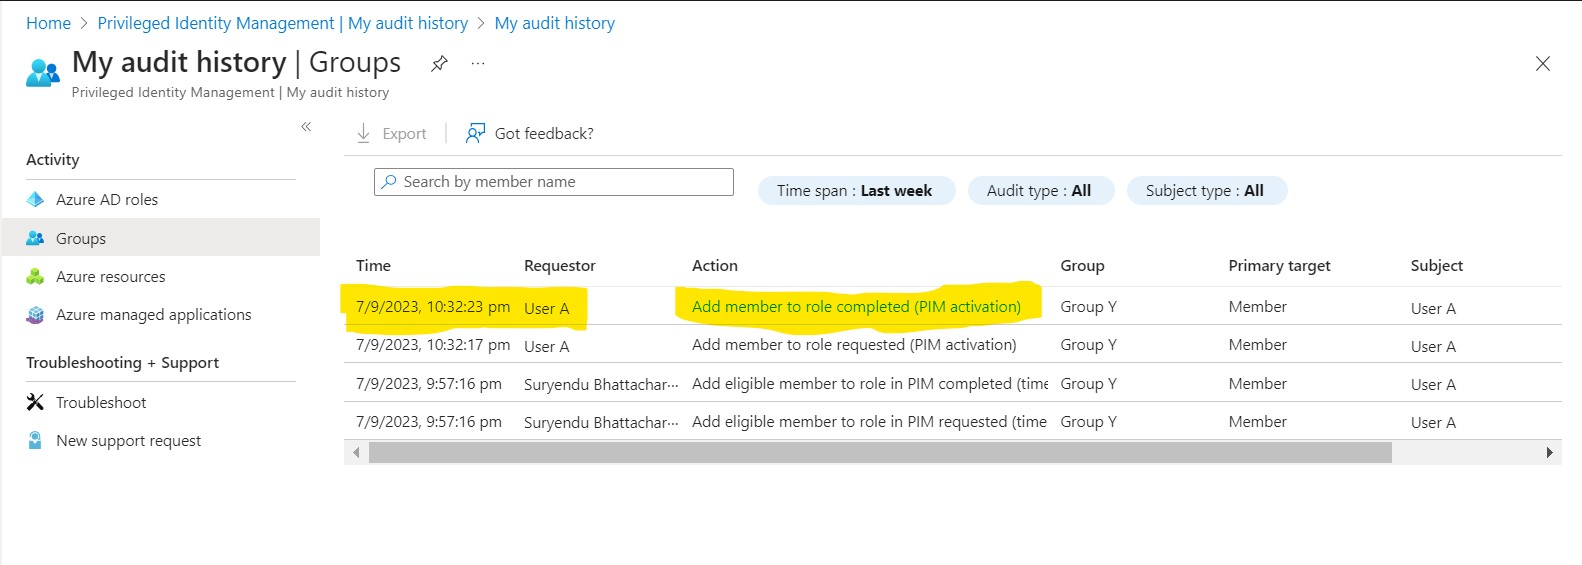 Home > Privileged Identity Management | My audit history > My audit history
My audit history | Groups
Privileged Identity Management | My audit history
Activity
Azure AD roles
Groups
Azure resources
Azure managed applications
Troubleshooting + Support
Troubleshoot
New support request
Export
Got feedback?
Search by member name
Time span : Last week
Audit type : All
Subject type : All
Time Requestor Action Group Primary target Subject
7/9/2023, 10:32:23 pm User A Add member to role completed (PIM activation) Group Y Member User A
7/9/2023, 10:32:17 pm User A Add member to role requested (PIM activation) Group Y Member User A
7/9/2023, 9:57:16 pm Suryendu Bhattachar··· Add eligible member to role in PIM completed (time Group Y Member User A
7/9/2023, 9:57:16 pm Suryendu Bhattachar··· Add eligible member to role in PIM requested (time Group Y Member User A